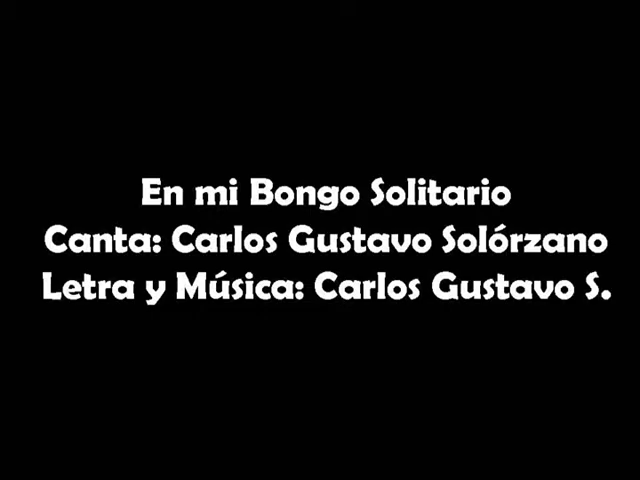 En mi Bongo Solitario
Canta: Carlos Gustavo Solórzano
Letra y Música: Carlos Gustavo S.